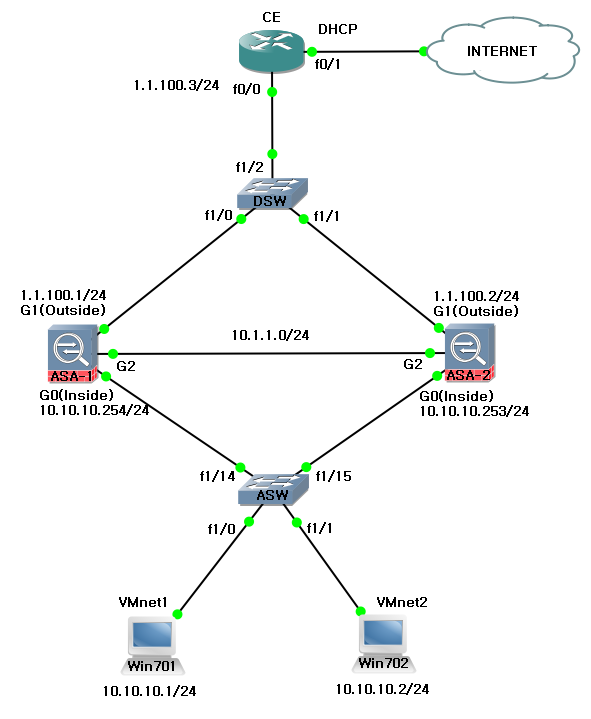 CE
DHCP
INTERNET
f0/1
1.1.100.3/24
f0/0
f1/2
DSW
f1/0
f1/1
1.1.100.1/24
G1(Outside)
1.1.100.2/24
G1(Outside)
10.1.1.0/24
G2
G2
ASA-1
ASA-2
G0(Inside)
10.10.10.254/24
G0(Inside)
10.10.10.253/24
f1/14
f1/15
ASW
f1/0
f1/1
VMnet1
VMnet2
Win701
Win702
10.10.10.1/24
10.10.10.2/24